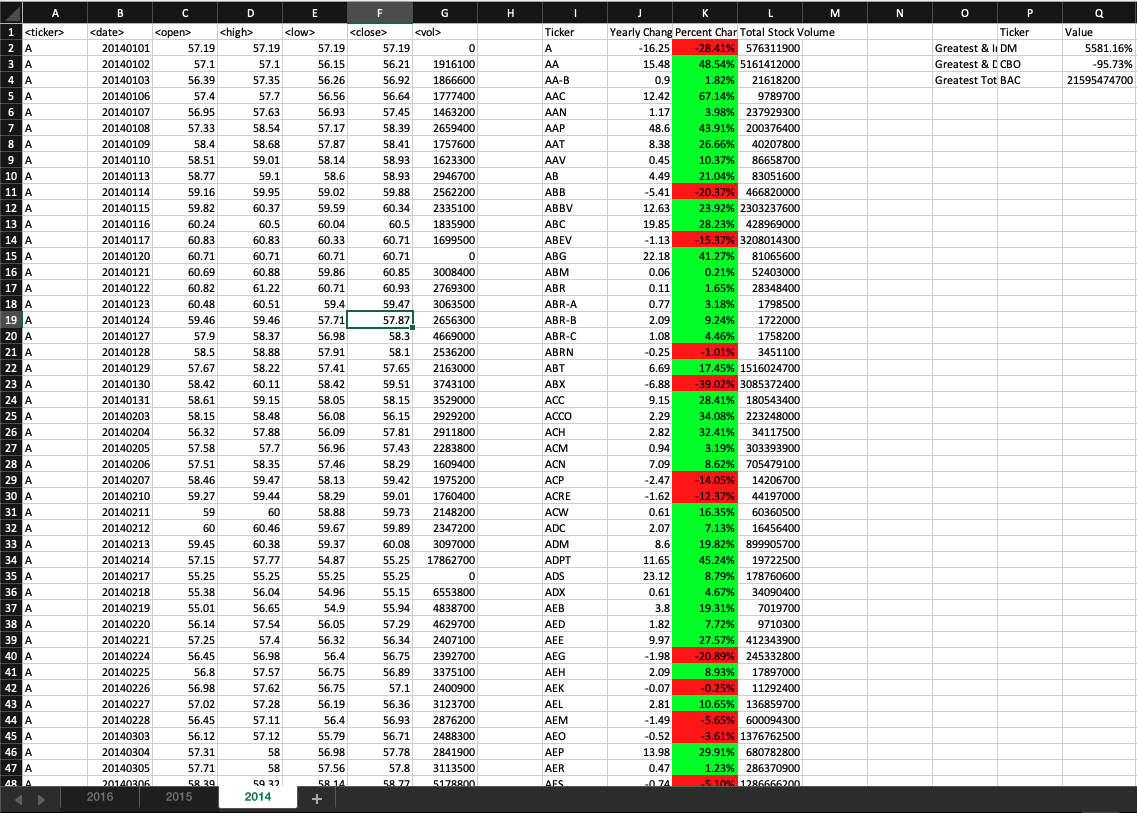 A B C D E F G H I J K L M N O P Q
1 <ticker> <date> <open> <high> <low> <close> <vol> Ticker Yearly Chang Percent Char Total Stock Volume Ticker Value
2 A 20140101 57.19 57.19 57.19 57.19 0 A -16.25 -28.41% 576311900 Greatest & I DM 5581.16%
3 A 20140102 57.1 57.1 56.15 56.21 1916100 AA 15.48 48.54% 5161412000 Greatest & D CBO -95.73%
4 A 20140103 56.39 57.35 56.26 56.92 1866600 AA-B 0.9 1.82% 21618200 Greatest Tot BAC 21595474700
5 A 20140106 57.4 57.7 56.56 56.64 1777400 AAC 12.42 67.14% 9789700
6 A 20140107 56.95 57.63 56.93 57.45 1463200 AAN 1.17 3.98% 237929300
7 A 20140108 57.33 58.54 57.17 58.39 2659400 AAP 48.6 43.91% 200376400
8 A 20140109 58.4 58.68 57.87 58.41 1757600 AAT 8.38 26.66% 40207800
9 A 20140110 58.51 59.01 58.14 58.93 1623300 AAV 0.45 10.37% 86658700
10 A 20140113 58.77 59.1 58.6 58.93 2946700 AB 4.49 21.04% 83051600
11 A 20140114 59.16 59.95 59.02 59.88 2562200 ABB -5.41 -20.37% 466820000
12 A 20140115 59.82 60.37 59.59 60.34 2335100 ABBV 12.63 23.92% 2303237600
13 A 20140116 60.24 60.5 60.04 60.5 1835900 ABC 19.85 28.23% 428969000
14 A 20140117 60.83 60.83 60.33 60.71 1699500 ABEV -1.13 -15.37% 3208014300
15 A 20140120 60.71 60.71 60.71 60.71 0 ABG 22.18 41.27% 81065600
16 A 20140121 60.69 60.88 59.86 60.85 3008400 ABM 0.06 0.21% 52403000
17 A 20140122 60.82 61.22 60.71 60.93 2769300 ABR 0.11 1.65% 28348400
18 A 20140123 60.48 60.51 59.4 59.47 3063500 ABR-A 0.77 3.18% 1798500
19 A 20140124 59.46 59.46 57.71 57.87 2656300 ABR-B 2.09 9.24% 1722000
20 A 20140127 57.9 58.37 56.98 58.3 4669000 ABR-C 1.08 4.46% 1758200
21 A 20140128 58.5 58.88 57.91 58.1 2536200 ABRN -0.25 -1.01% 3451100
22 A 20140129 57.67 58.22 57.41 57.65 2163000 ABT 6.69 17.45% 1516024700
23 A 20140130 58.42 60.11 58.42 59.51 3743100 ABX -6.88 -39.02% 3085372400
24 A 20140131 58.61 59.15 58.05 58.15 3529000 ACC 9.15 28.41% 180543400
25 A 20140203 58.15 58.48 56.08 56.15 2929200 ACCO 2.29 34.08% 223248000
26 A 20140204 56.32 57.88 56.09 57.81 2911800 ACH 2.82 32.41% 34117500
27 A 20140205 57.58 57.7 56.96 57.43 2283800 ACM 0.94 3.19% 303393900
28 A 20140206 57.51 58.35 57.46 58.29 1609400 ACN 7.09 8.62% 705479100
29 A 20140207 58.46 59.47 58.13 59.42 1975200 ACP -2.47 -14.05% 14206700
30 A 20140210 59.27 59.44 58.29 59.01 1760400 ACRE -1.62 -12.37% 44197000
31 A 20140211 59 60 58.88 59.73 2148200 ACW 0.61 16.35% 60360500
32 A 20140212 60 60.46 59.67 59.89 2347200 ADC 2.07 7.13% 16456400
33 A 20140213 59.45 60.38 59.37 60.08 3097000 ADM 8.6 19.82% 899905700
34 A 20140214 57.15 57.77 54.87 55.25 17862700 ADPT 11.65 45.24% 19722500
35 A 20140217 55.25 55.25 55.25 55.25 0 ADS 23.12 8.79% 178760600
36 A 20140218 55.38 56.04 54.96 55.15 6553800 ADX 0.61 4.67% 34090400
37 A 20140219 55.01 56.65 54.9 55.94 4838700 AEB 3.8 19.31% 7019700
38 A 20140220 56.14 57.54 56.05 57.29 4629700 AED 1.82 7.72% 9710300
39 A 20140221 57.25 57.4 56.32 56.34 2407100 AEE 9.97 27.57% 412343900
40 A 20140224 56.45 56.98 56.4 56.75 2392700 AEG -1.98 -20.89% 245332800
41 A 20140225 56.8 57.57 56.75 56.89 3375100 AEH 2.09 8.93% 17897000
42 A 20140226 56.98 57.62 56.75 57.1 2400900 AEK -0.07 -0.25% 11292400
43 A 20140227 57.02 57.28 56.19 56.36 3123700 AEL 2.81 10.65% 136859700
44 A 20140228 56.45 57.11 56.4 56.93 2876200 AEM -1.49 -5.65% 600094300
45 A 20140303 56.12 57.12 55.79 56.71 2488300 AEO -0.52 -3.61% 1376762500
46 A 20140304 57.31 58 56.98 57.78 2841900 AEP 13.98 29.91% 680782800
47 A 20140305 57.71 58 57.56 57.8 3113500 AER 0.47 1.23% 286370900
48 A 20140306 58.39 59.32 58.14 58.77 5178800 AES -0.74 -5.10% 1286666200
2016 2015 2014 +